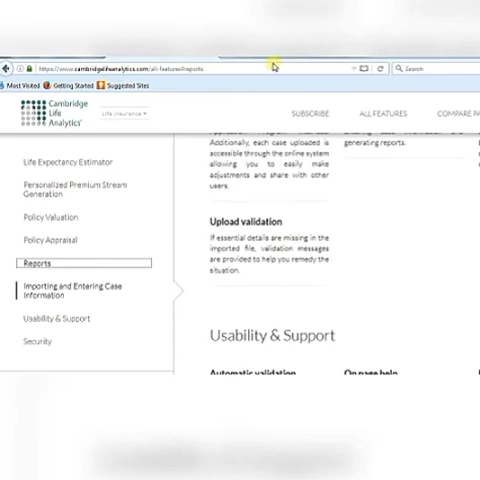 https://www.cambridgelifeanalytics.com/all-features#reports
Search
Most Visited Getting Started Suggested Sites
Cambridge
Life
Analytics
Life Insurance
SUBSCRIBE
ALL FEATURES
COMPARE PA
Additionally, each case uploaded is
accessible through the online system
allowing you to easily make
adjustments and share with other
users.
generating reports.
Life Expectancy Estimator
Personalized Premium Stream
Generation
Policy Valuation
Policy Appraisal
Reports
Importing and Entering Case
Information
Usability & Support
Security
Upload validation
If essential details are missing in the
imported file, validation messages
are provided to help you remedy the
situation.
Usability & Support
Automatic validation
On page help